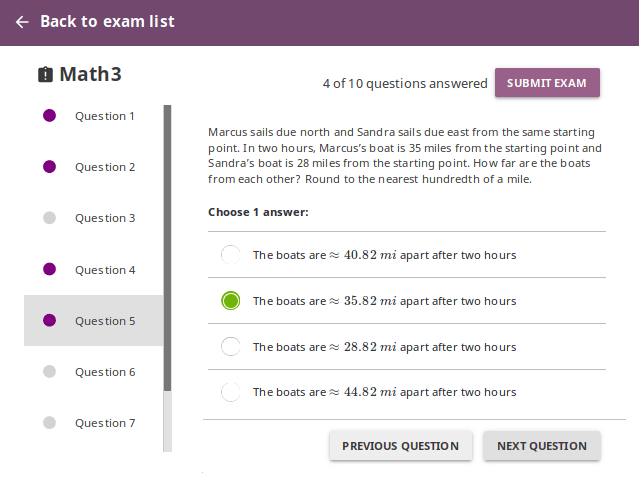 Back to exam list
Math3
4 of 10 questions answered
SUBMIT EXAM
Question 1
Question 2
Question 3
Question 4
Question 5
Question 6
Question 7
Marcus sails due north and Sandra sails due east from the same starting
point. In two hours, Marcus’s boat is 35 miles from the starting point and
Sandra’s boat is 28 miles from the starting point. How far are the boats
from each other? Round to the nearest hundredth of a mile.
Choose 1 answer:
The boats are ≈ 40.82 mi apart after two hours
The boats are ≈ 35.82 mi apart after two hours
The boats are ≈ 28.82 mi apart after two hours
The boats are ≈ 44.82 mi apart after two hours
PREVIOUS QUESTION
NEXT QUESTION